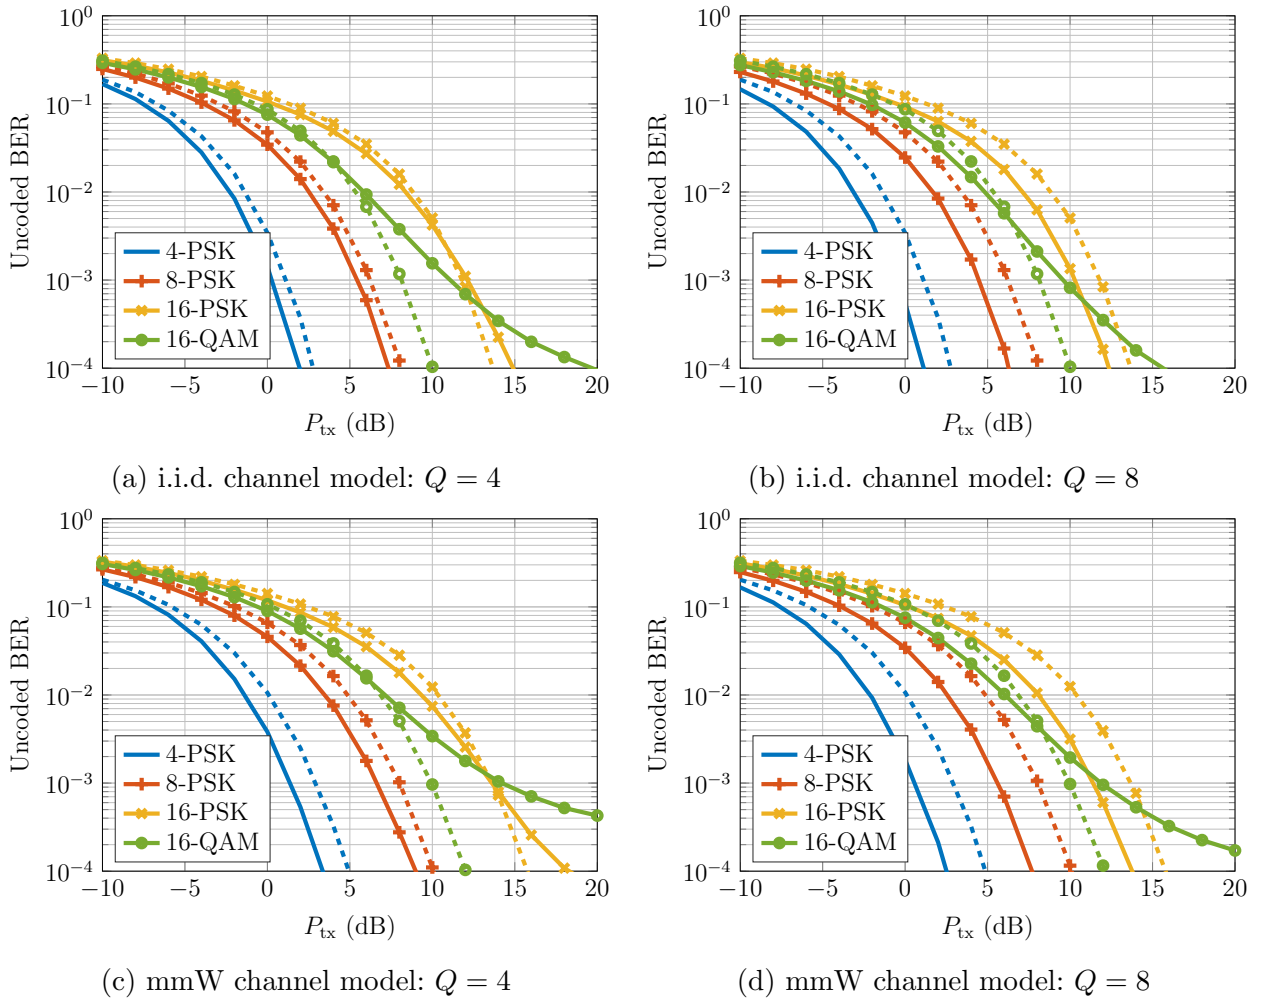 10^0
10^−1
10^−2
10^−3
10^−4
Uncoded BER
4-PSK
8-PSK
16-PSK
16-QAM
−10 −5 0 5 10 15 20
P_tx (dB)
(a) i.i.d. channel model: Q = 4
10^0
10^−1
10^−2
10^−3
10^−4
Uncoded BER
4-PSK
8-PSK
16-PSK
16-QAM
−10 −5 0 5 10 15 20
P_tx (dB)
(b) i.i.d. channel model: Q = 8
10^0
10^−1
10^−2
10^−3
10^−4
Uncoded BER
4-PSK
8-PSK
16-PSK
16-QAM
−10 −5 0 5 10 15 20
P_tx (dB)
(c) mmW channel model: Q = 4
10^0
10^−1
10^−2
10^−3
10^−4
Uncoded BER
4-PSK
8-PSK
16-PSK
16-QAM
−10 −5 0 5 10 15 20
P_tx (dB)
(d) mmW channel model: Q = 8